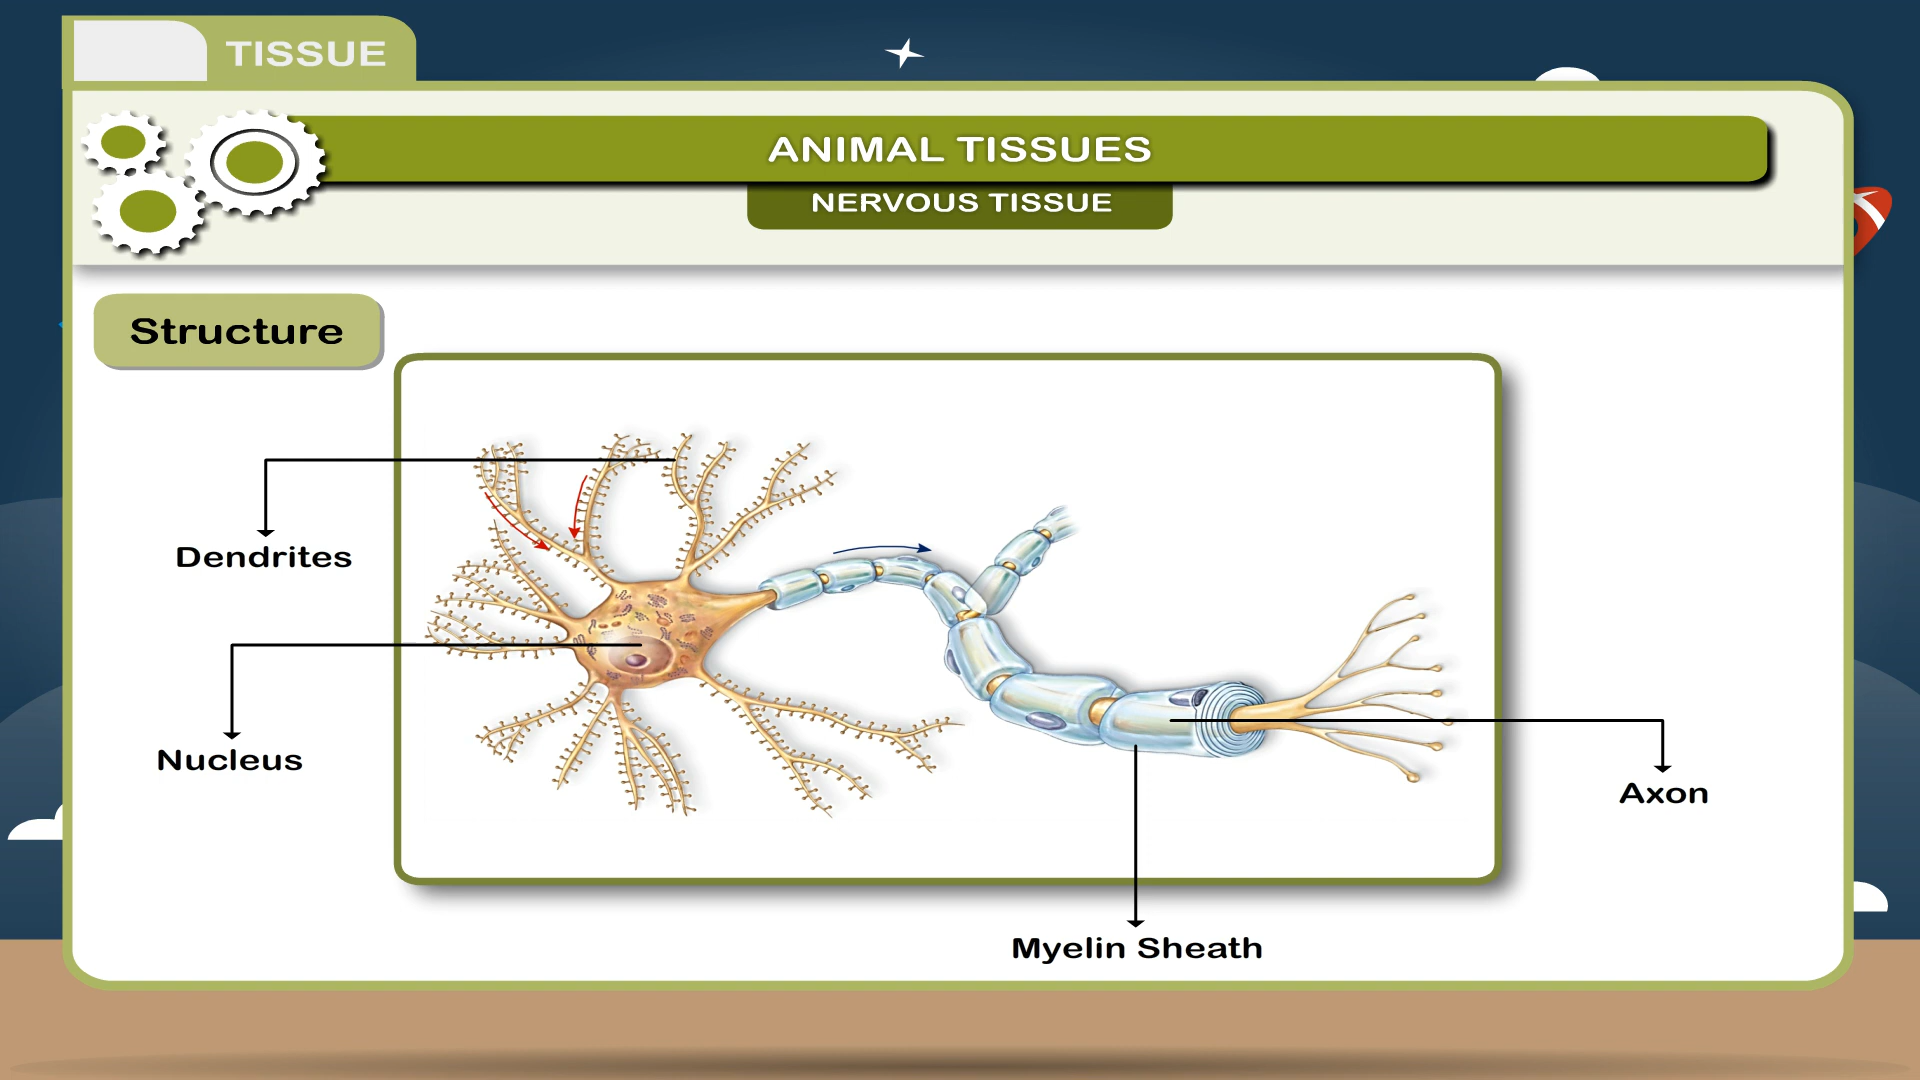 TISSUE
ANIMAL TISSUES
NERVOUS TISSUE
Structure
Dendrites
Nucleus
Axon
Myelin Sheath